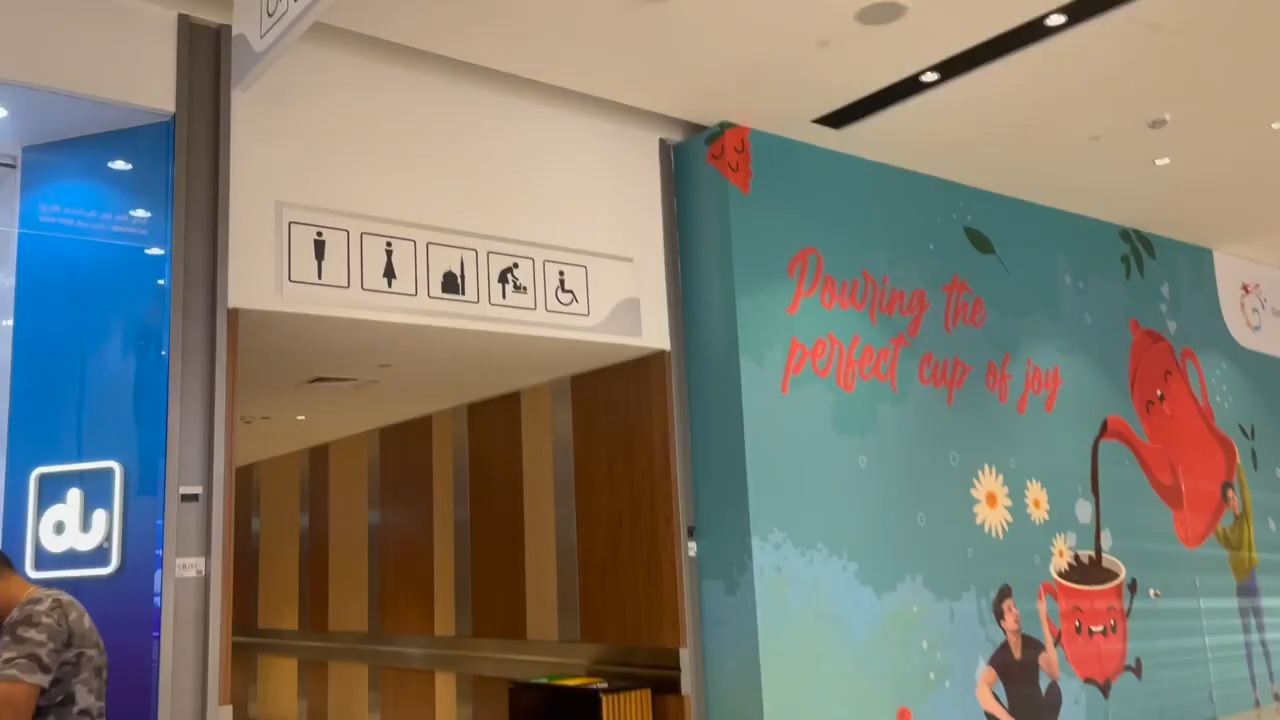 du
Pouring the
perfect cup of joy